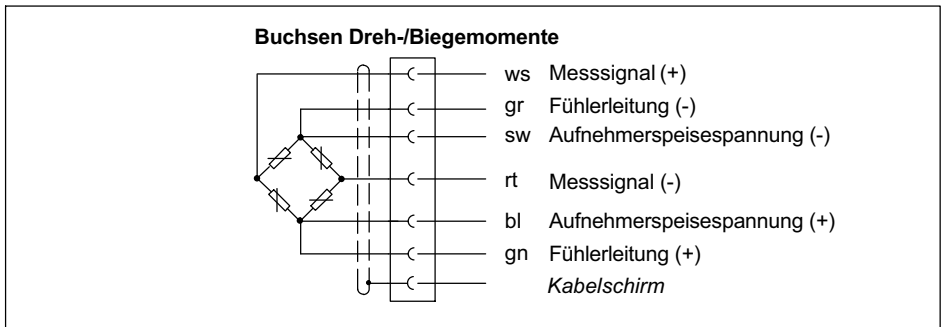 Buchsen Dreh-/Biegemomente
ws Messsignal (+)
gr Fühlerleitung (-)
sw Aufnehmerspeisespannung (-)
rt Messsignal (-)
bl Aufnehmerspeisespannung (+)
gn Fühlerleitung (+)
Kabelschirm